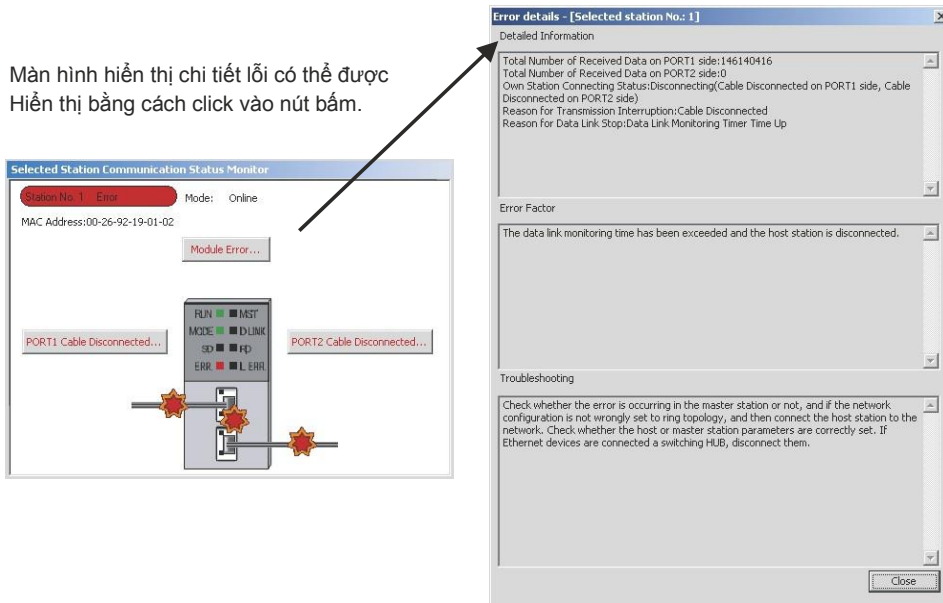 Màn hình hiển thị chi tiết lỗi có thể được
Hiển thị bằng cách click vào nút bấm.
Selected Station Communication Status Monitor
Station No. 1 Error
Mode: Online
MAC Address:00-26-92-19-01-02
Module Error...
PORT1 Cable Disconnected...
RUN MST
MODE D LINK
SD RD
ERR. L ERR.
PORT2 Cable Disconnected...
Error details - [Selected station No.: 1]
Detailed Information
Total Number of Received Data on PORT1 side:146140416
Total Number of Received Data on PORT2 side:0
Own Station Connecting Status:Disconnecting(Cable Disconnected on PORT1 side, Cable
Disconnected on PORT2 side)
Reason for Transmission Interruption:Cable Disconnected
Reason for Data Link Stop:Data Link Monitoring Timer Time Up
Error Factor
The data link monitoring time has been exceeded and the host station is disconnected.
Troubleshooting
Check whether the error is occurring in the master station or not, and if the network
configuration is not wrongly set to ring topology, and then connect the host station to the
network. Check whether the host or master station parameters are correctly set. If
Ethernet devices are connected a switching HUB, disconnect them.
Close